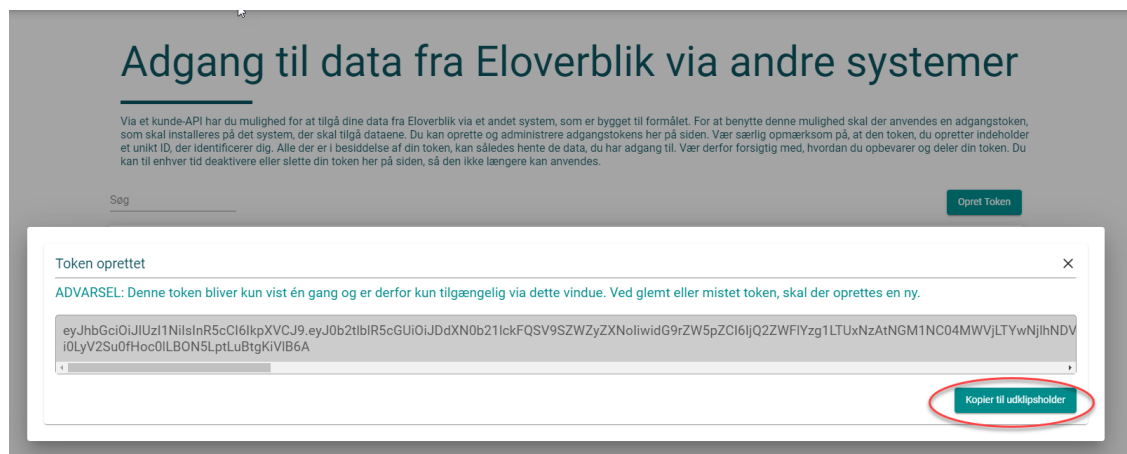 Adgang til data fra Eloverblik via andre systemer
Via et kunde-API har du mulighed for at tilgå dine data fra Eloverblik via et andet system, som er bygget til formålet. For at benytte denne mulighed skal der anvendes en adgangstoken,
som skal installeres på det system, der skal tilgå dataene. Du kan oprette og administrere adgangstokens her på siden. Vær særlig opmærksom på, at den token, du opretter indeholder
et unikt ID, der identificerer dig. Alle der er i besiddelse af din token, kan således hente de data, du har adgang til. Vær derfor forsigtig med, hvordan du opbevarer og deler din token. Du
kan til enhver tid deaktivere eller slette din token her på siden, så den ikke længere kan anvendes.
Søg
Opret Token
Token oprettet
ADVARSEL: Denne token bliver kun vist én gang og er derfor kun tilgængelig via dette vindue. Ved glemt eller mistet token, skal der oprettes en ny.
eyJhbGciOiJIUzI1NiIsInR5cCI6IkpXVCJ9.eyJ0b2tlblR5cGUiOiJDdXN0b21lckFQSV9SZWZyZXNoIiwidG9rZW5pZCI6IjQ2ZWFlYzg1LTUxNzAtNGM1NC04MWVjLTYwNjlhNDV
i0LyV2Su0fHoc0lLBON5LptLuBtgKiVlB6A
Kopier til udklipsholder